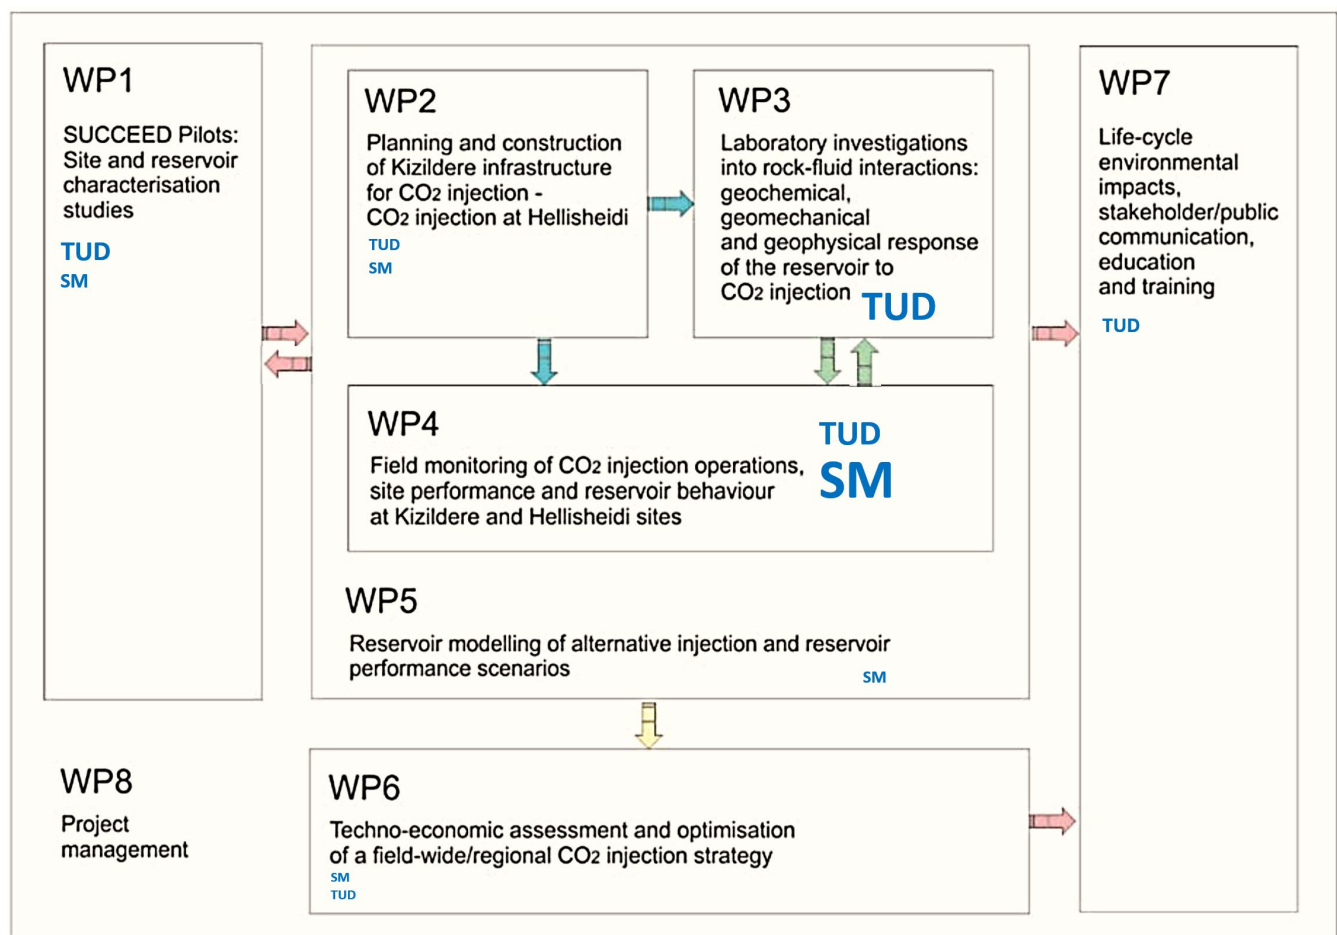 WP1
SUCCEED Pilots:
Site and reservoir
characterisation
studies
TUD
SM
WP2
Planning and construction
of Kizildere infrastructure
for CO2 injection -
CO2 injection at Hellisheidi
TUD
SM
WP3
Laboratory investigations
into rock-fluid interactions:
geochemical,
geomechanical
and geophysical response
of the reservoir to
CO2 injection
TUD
WP4
Field monitoring of CO2 injection operations,
site performance and reservoir behaviour
at Kizildere and Hellisheidi sites
TUD
SM
WP5
Reservoir modelling of alternative injection and reservoir
performance scenarios
SM
WP6
Techno-economic assessment and optimisation
of a field-wide/regional CO2 injection strategy
SM
TUD
WP7
Life-cycle
environmental
impacts,
stakeholder/public
communication,
education
and training
TUD
WP8
Project
management